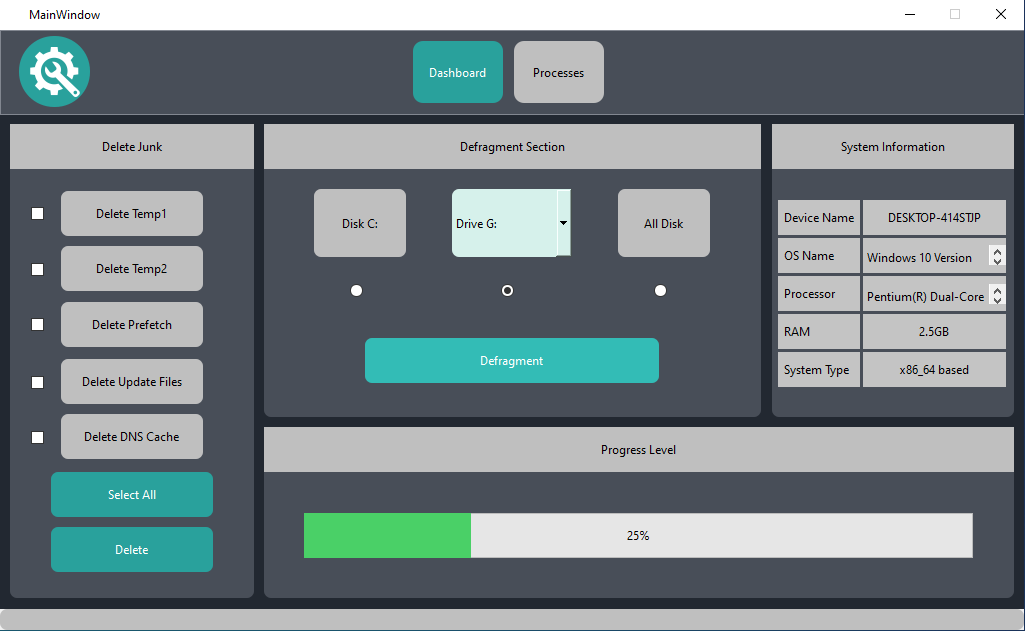 MainWindow
Dashboard
Processes
Delete Junk
Delete Temp1
Delete Temp2
Delete Prefetch
Delete Update Files
Delete DNS Cache
Select All
Delete
Defragment Section
Disk C:
Drive G:
All Disk
Defragment
System Information
Device Name DESKTOP-414STJP
OS Name Windows 10 Version
Processor Pentium(R) Dual-Core
RAM 2.5GB
System Type x86_64 based
Progress Level
25%